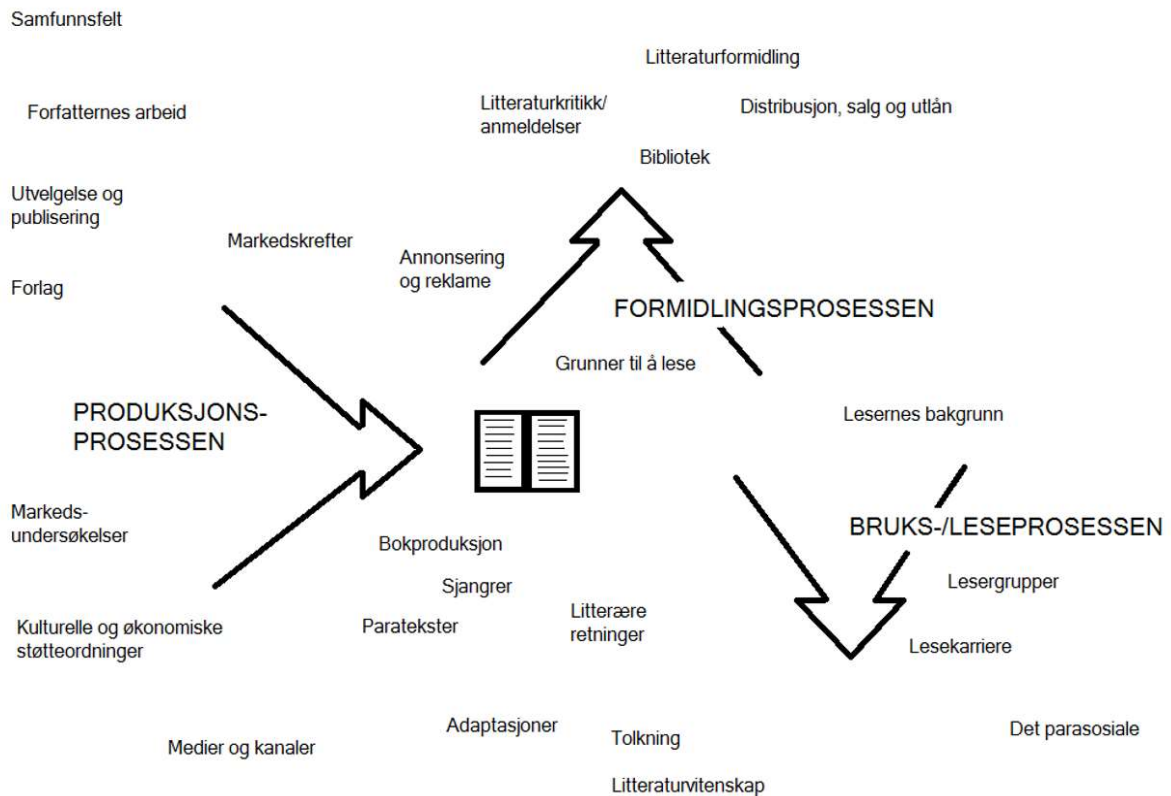 Samfunnsfelt
Litteraturformidling
Forfatternes arbeid
Litteraturkritikk/
anmeldelser
Distribusjon, salg og utlån
Bibliotek
Utvelgelse og
publisering
Markedskrefter
Annonsering
og reklame
Forlag
FORMIDLINGSPROSESSEN
Grunner til å lese
PRODUKSJONS-
PROSESSEN
Lesernes bakgrunn
Markeds-
undersøkelser
BRUKS-/LESEPROSESSEN
Bokproduksjon
Sjangrer
Lesergrupper
Kulturelle og økonomiske
støtteordninger
Paratekster
Litterære
retninger
Lesekarriere
Adaptasjoner
Det parasosiale
Medier og kanaler
Tolkning
Litteraturvitenskap